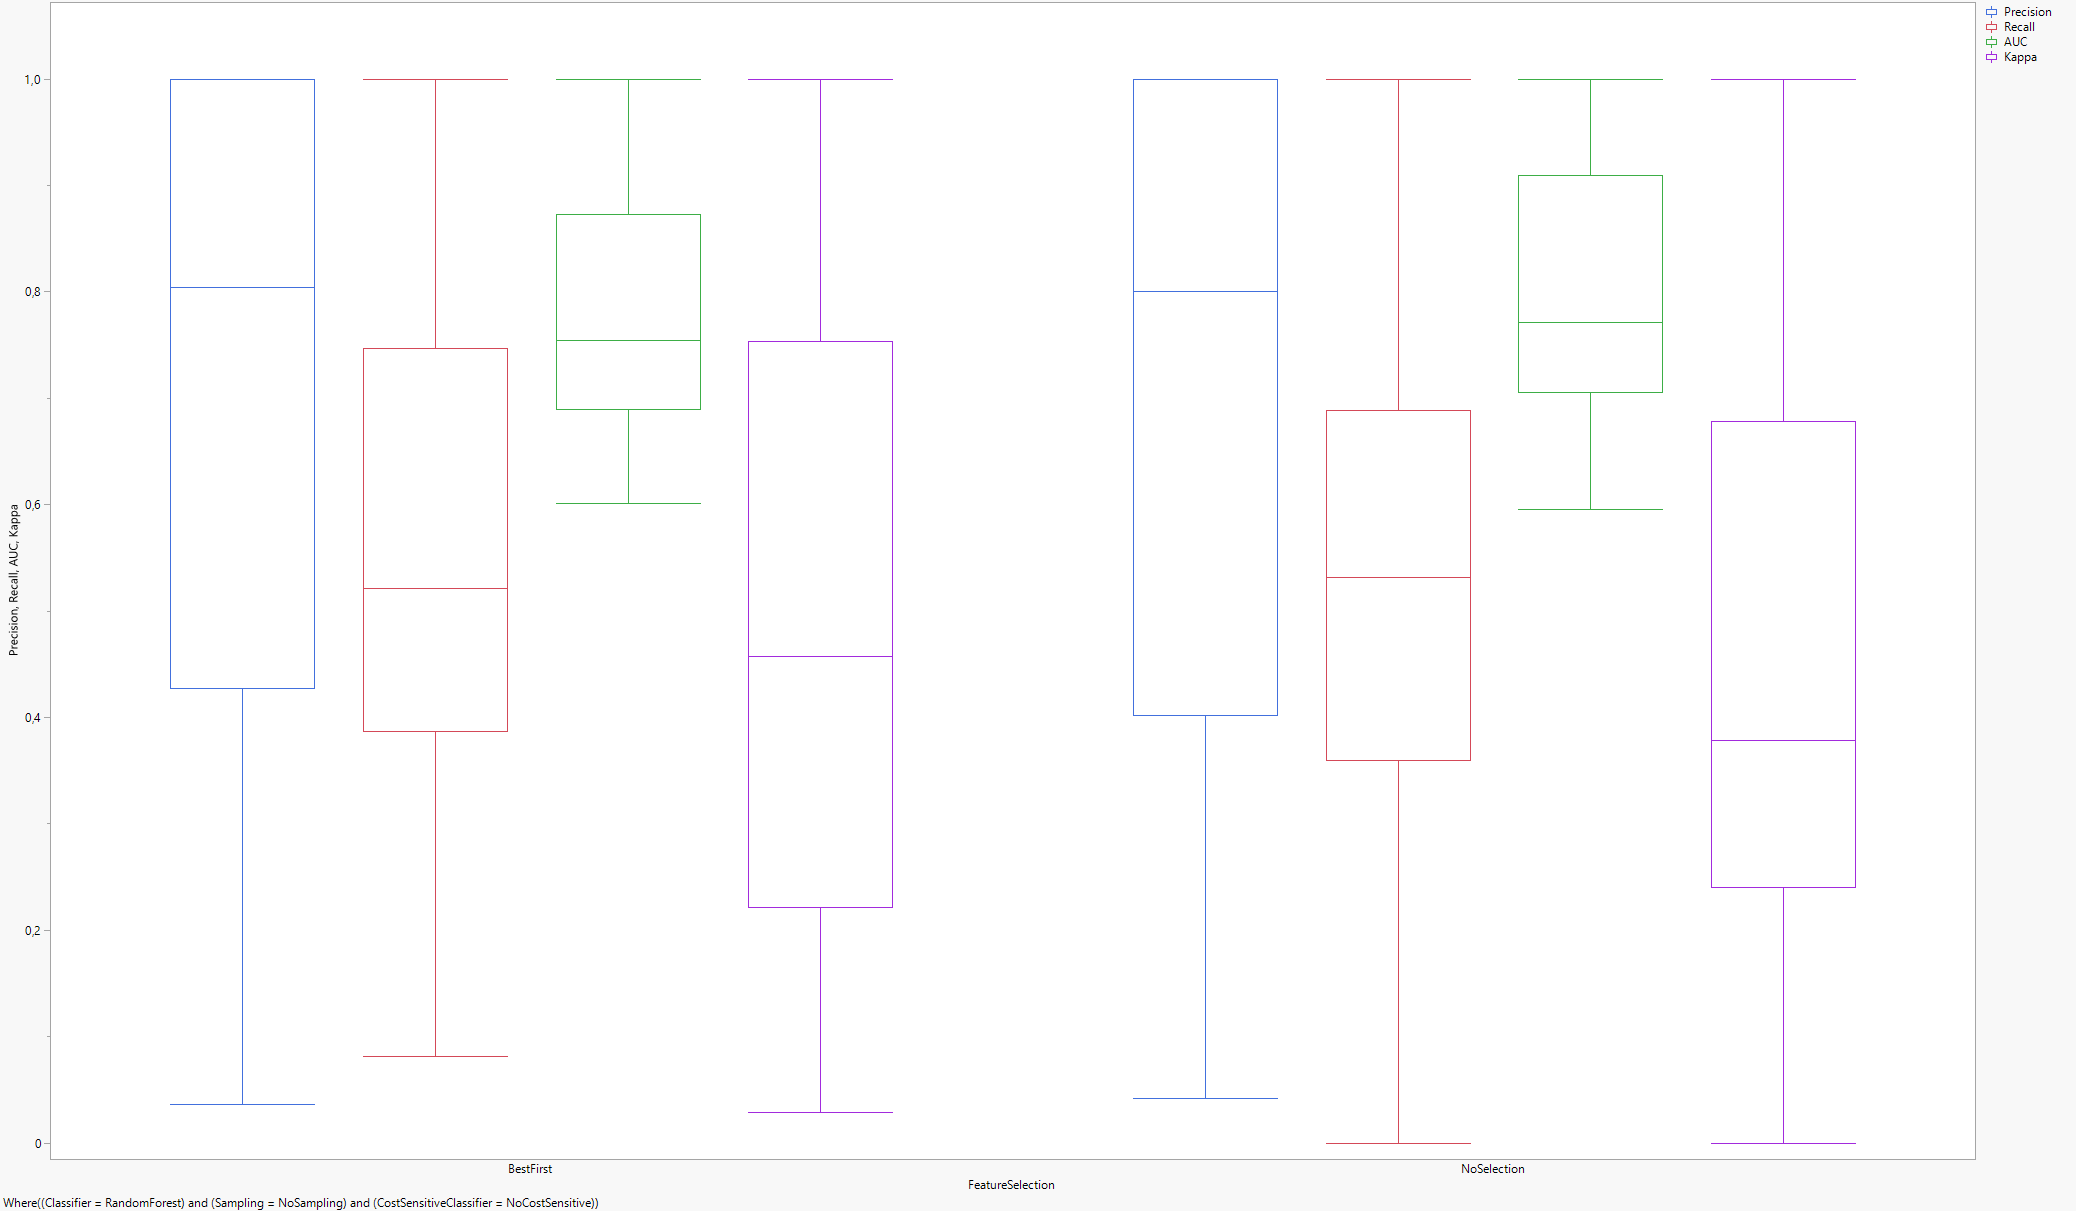 Precision
Recall
AUC
Kappa
1,0
0,8
0,6
0,4
0,2
0
Precision, Recall, AUC, Kappa
BestFirst
NoSelection
FeatureSelection
Where((Classifier = RandomForest) and (Sampling = NoSampling) and (CostSensitiveClassifier = NoCostSensitive))